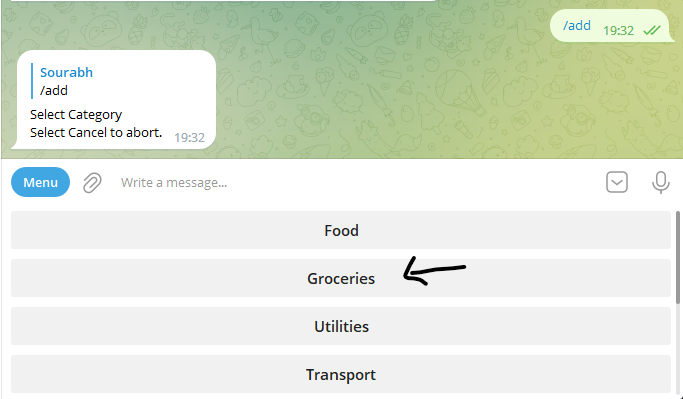 /add
19:32
Sourabh
/add
Select Category
Select Cancel to abort.
19:32
Menu
Write a message...
Food
Groceries
Utilities
Transport